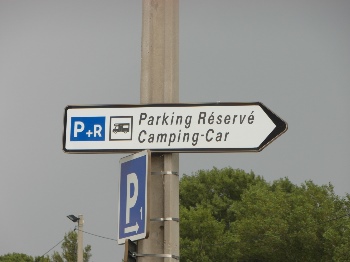 P+R
Parking Réservé
Camping-Car
P